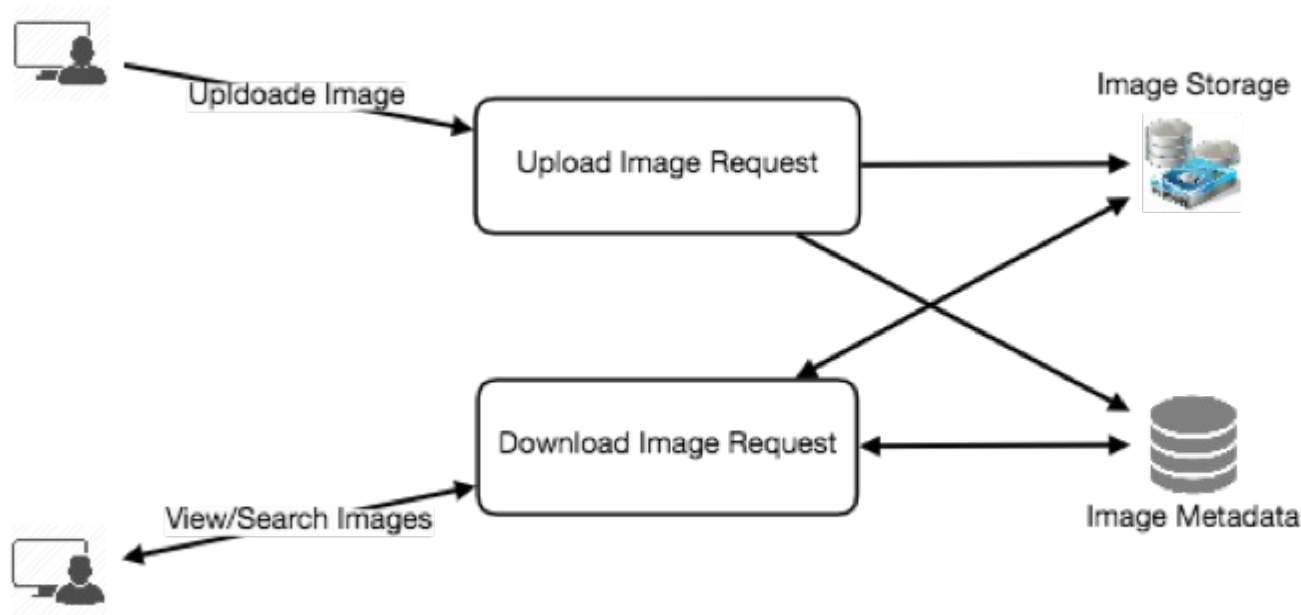 Upldoade Image
Image Storage
Upload Image Request
Download Image Request
View/Search Images
Image Metadata